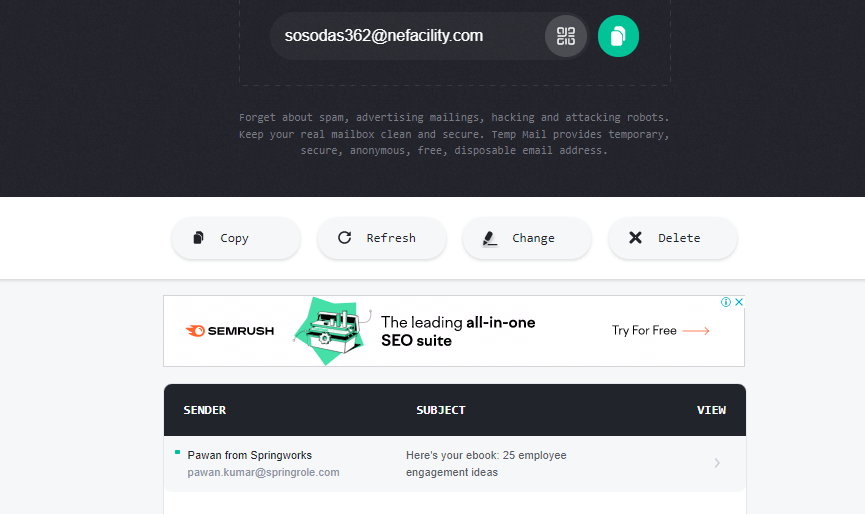 sosodas362@nefacility.com
Forget about spam, advertising mailings, hacking and attacking robots.
Keep your real mailbox clean and secure. Temp Mail provides temporary,
secure, anonymous, free, disposable email address.
Copy
Refresh
Change
Delete
SEMRUSH
The leading all-in-one
SEO suite
Try For Free
SENDER
SUBJECT
VIEW
Pawan from Springworks
pawan.kumar@springrole.com
Here's your ebook: 25 employee
engagement ideas